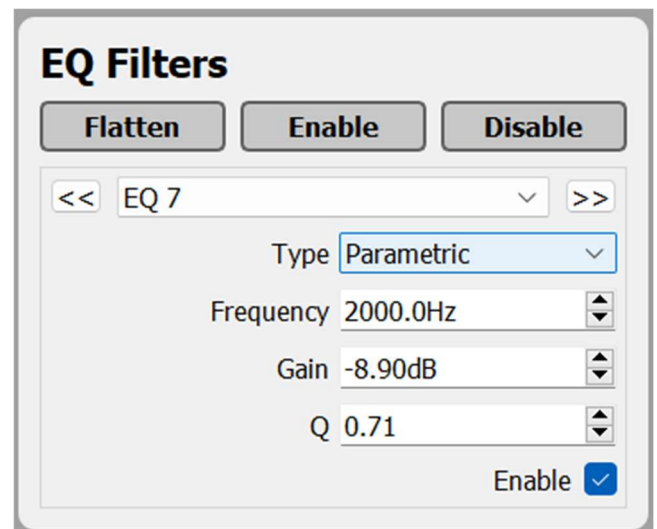 EQ Filters
Flatten Enable Disable
<< EQ 7 >>
Type Parametric
Frequency 2000.0Hz
Gain -8.90dB
Q 0.71
Enable